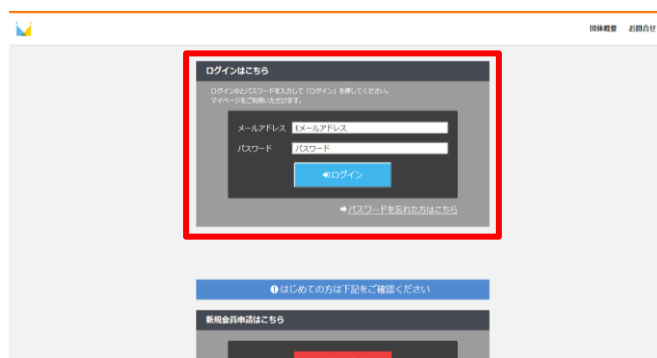 団体概要 お問合せ
ログインはこちら
ログインIDとパスワードを入力して「ログイン」を押してください。
マイページをご利用いただけます。
メールアドレス Eメールアドレス
パスワード パスワード
ログイン
パスワードを忘れた方はこちら
はじめての方は下記をご確認ください
新規会員申請はこちら